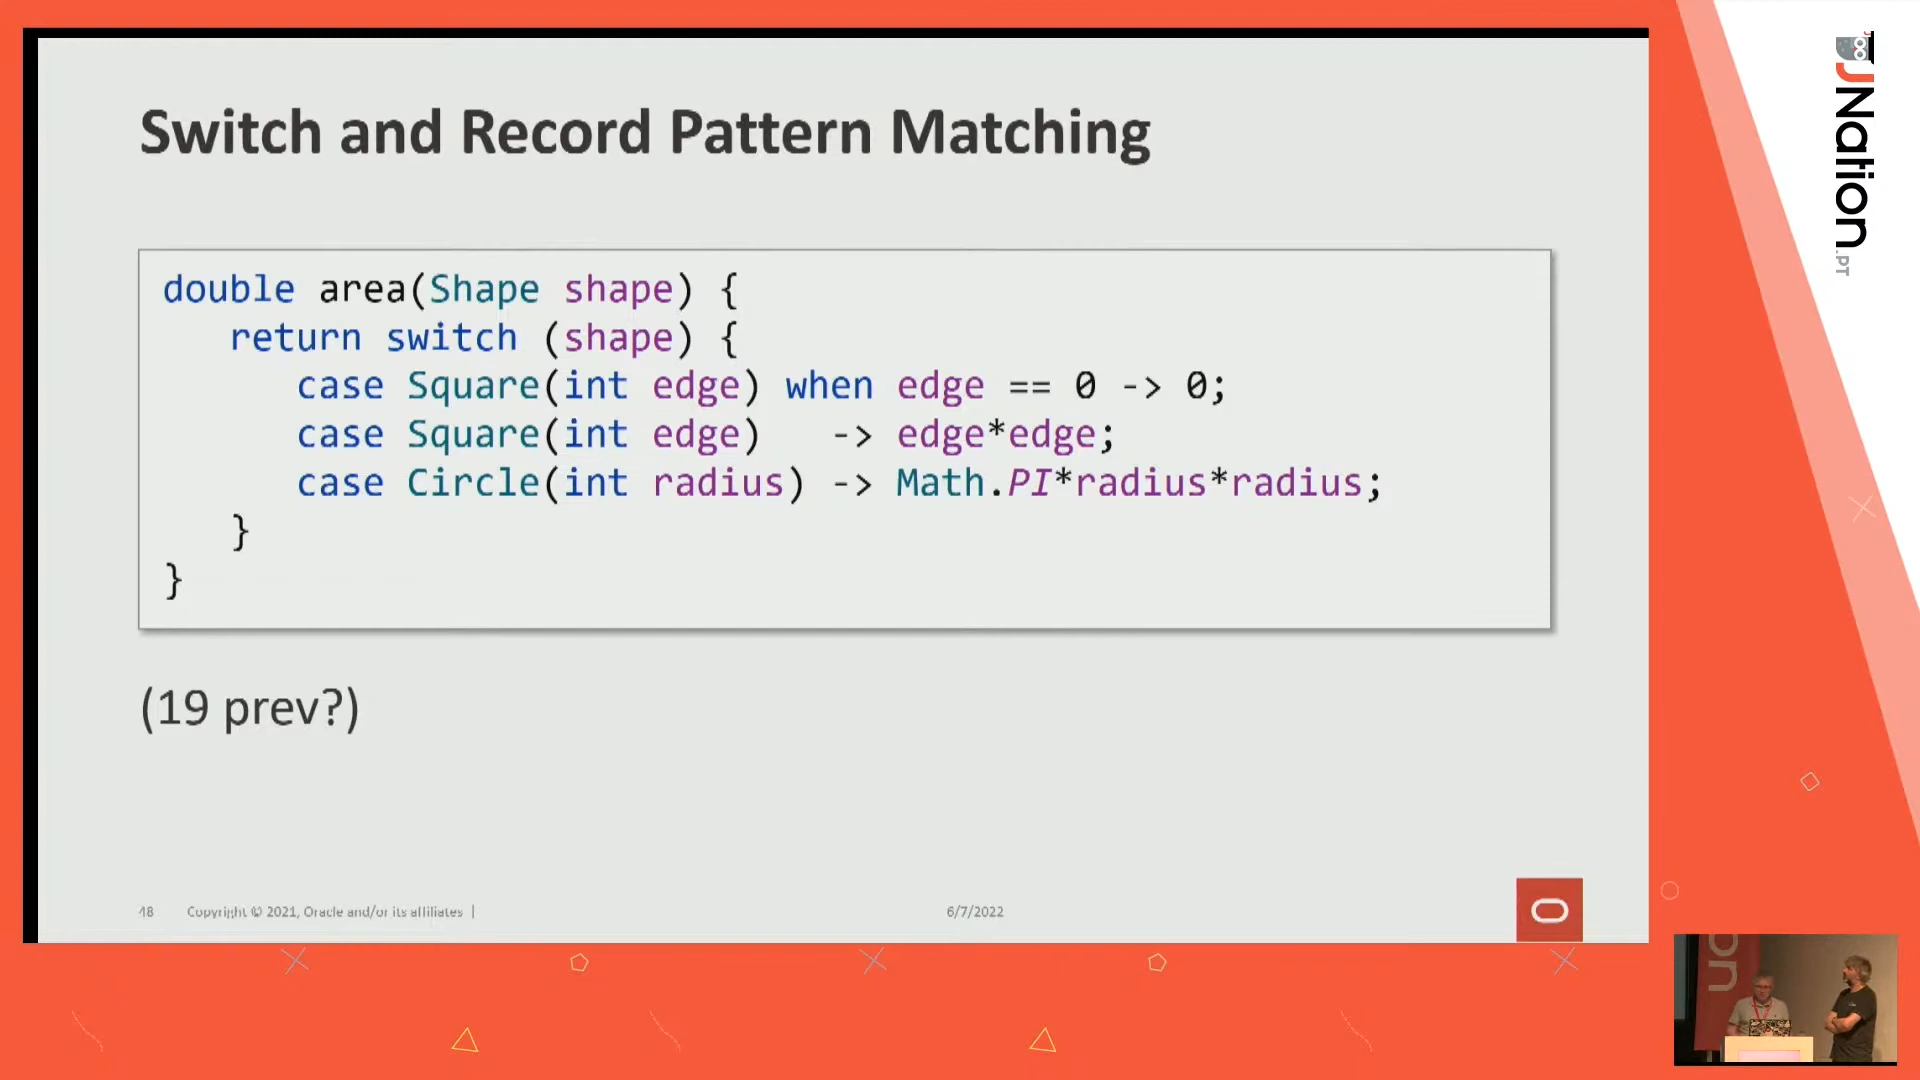 Switch and Record Pattern Matching
double area(Shape shape) {
return switch (shape) {
case Square(int edge) when edge == 0 -> 0;
case Square(int edge) -> edge*edge;
case Circle(int radius) -> Math.PI*radius*radius;
}
}
(19 prev?)
48 Copyright © 2021, Oracle and/or its affiliates | 6/7/2022
JNation.PT
on